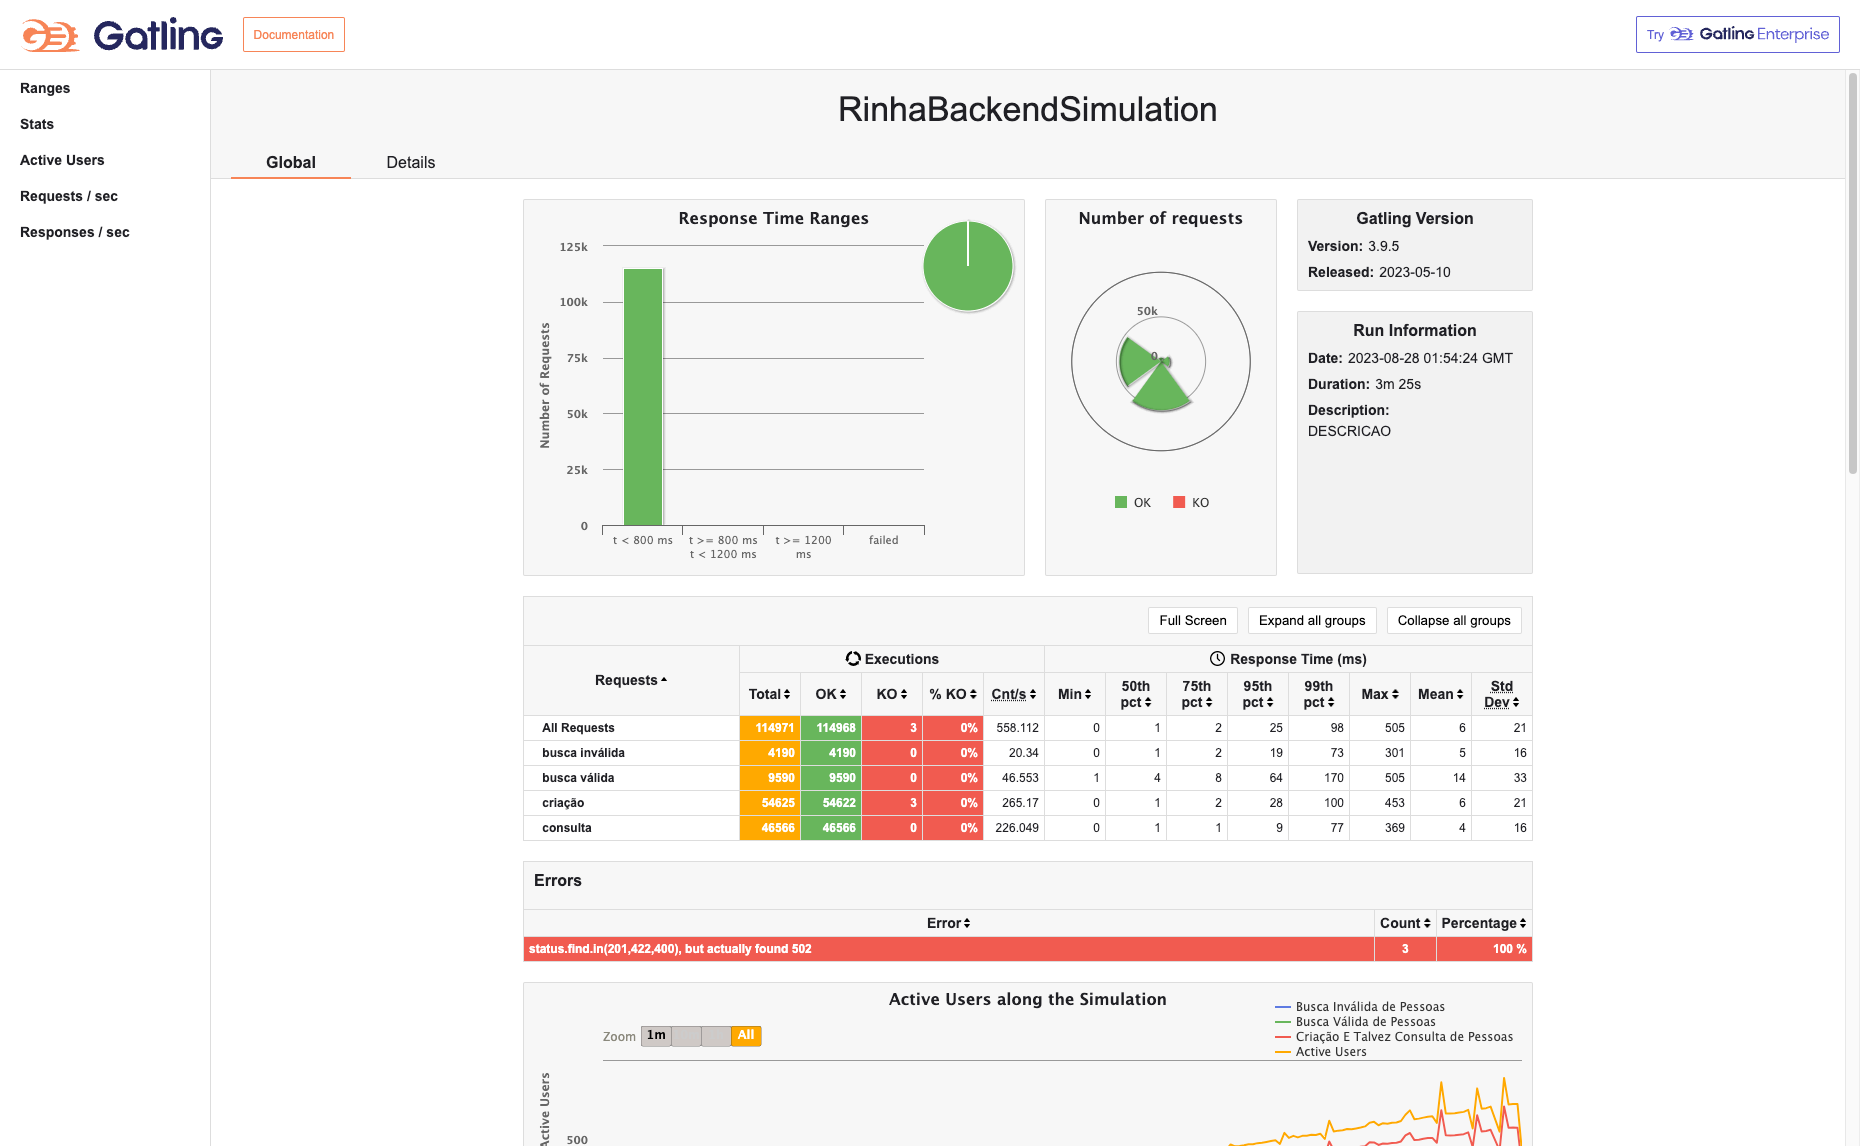 Gatling
Documentation
Try Gatling Enterprise
Ranges
Stats
Active Users
Requests / sec
Responses / sec
RinhaBackendSimulation
Global Details
Response Time Ranges
Number of Requests
125k
100k
75k
50k
25k
0
t < 800 ms
t >= 800 ms
t < 1200 ms
t >= 1200
ms
failed
Number of requests
50k
0
OK KO
Gatling Version
Version: 3.9.5
Released: 2023-05-10
Run Information
Date: 2023-08-28 01:54:24 GMT
Duration: 3m 25s
Description:
DESCRICAO
Full Screen Expand all groups Collapse all groups
Requests Executions Response Time (ms)
Total OK KO % KO Cnt/s Min 50th pct 75th pct 95th pct 99th pct Max Mean Std Dev
All Requests 114971 114968 3 0% 558.112 0 1 2 25 98 505 6 21
busca inválida 4190 4190 0 0% 20.34 0 1 2 19 73 301 5 16
busca válida 9590 9590 0 0% 46.553 1 4 8 64 170 505 14 33
criação 54625 54622 3 0% 265.17 0 1 2 28 100 453 6 21
consulta 46566 46566 0 0% 226.049 0 1 1 9 77 369 4 16
Errors
Error Count Percentage
status.find.in(201,422,400), but actually found 502 3 100 %
Active Users along the Simulation
Zoom 1m All
Busca Inválida de Pessoas
Busca Válida de Pessoas
Criação E Talvez Consulta de Pessoas
Active Users
Active Users
500